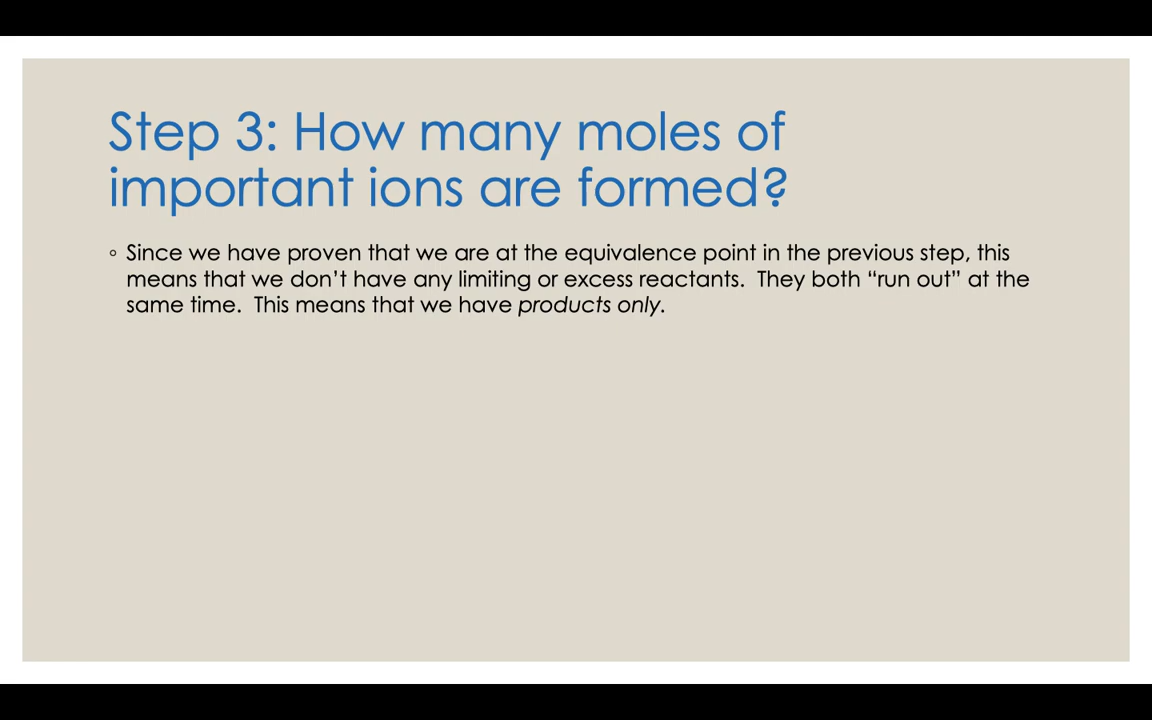 Step 3: How many moles of
important ions are formed?
◦ Since we have proven that we are at the equivalence point in the previous step, this
means that we don’t have any limiting or excess reactants.  They both “run out” at the
same time.  This means that we have products only.